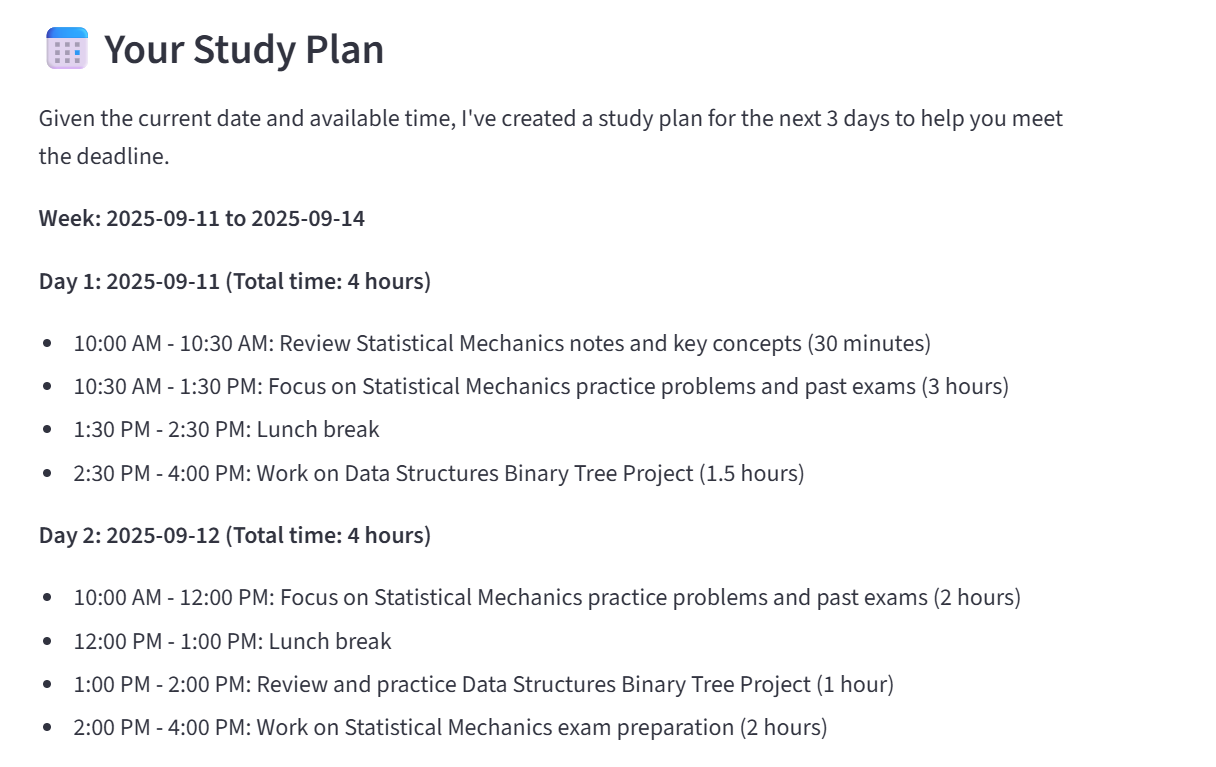 Your Study Plan
Given the current date and available time, I've created a study plan for the next 3 days to help you meet
the deadline.
Week: 2025-09-11 to 2025-09-14
Day 1: 2025-09-11 (Total time: 4 hours)
• 10:00 AM - 10:30 AM: Review Statistical Mechanics notes and key concepts (30 minutes)
• 10:30 AM - 1:30 PM: Focus on Statistical Mechanics practice problems and past exams (3 hours)
• 1:30 PM - 2:30 PM: Lunch break
• 2:30 PM - 4:00 PM: Work on Data Structures Binary Tree Project (1.5 hours)
Day 2: 2025-09-12 (Total time: 4 hours)
• 10:00 AM - 12:00 PM: Focus on Statistical Mechanics practice problems and past exams (2 hours)
• 12:00 PM - 1:00 PM: Lunch break
• 1:00 PM - 2:00 PM: Review and practice Data Structures Binary Tree Project (1 hour)
• 2:00 PM - 4:00 PM: Work on Statistical Mechanics exam preparation (2 hours)